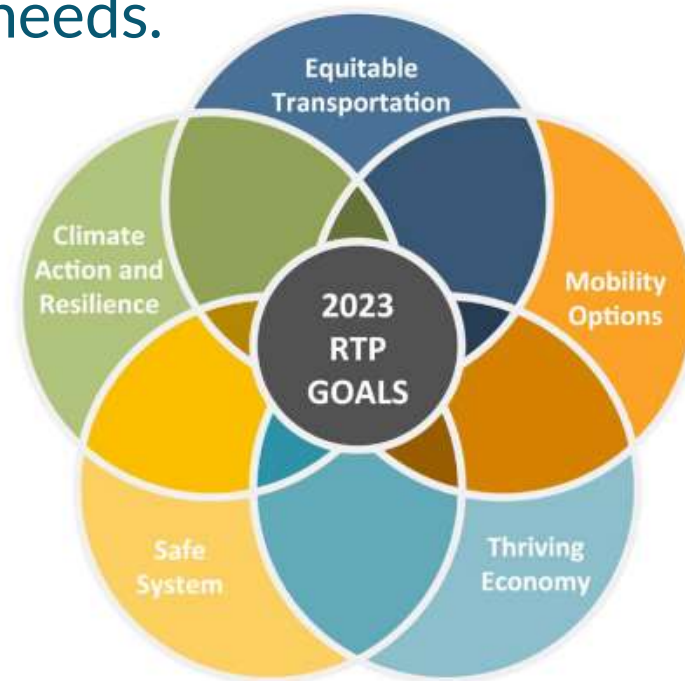 needs.
Equitable
Transportation
Climate
Action and
Resilience
Mobility
Options
2023
RTP
GOALS
Safe
System
Thriving
Economy